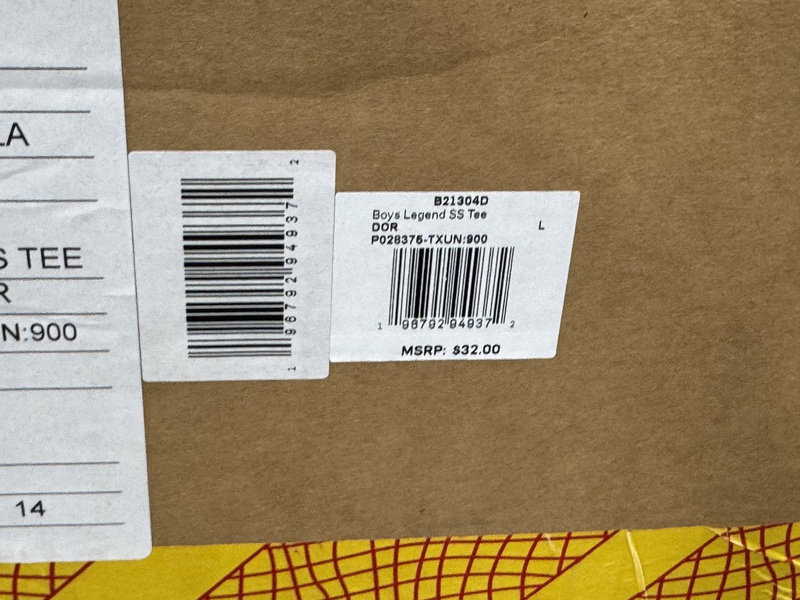 LA
S TEE
R
N:900
14
1 96792 94937 2
B21304D
Boys Legend SS Tee
DOR L
P028375-TXUN:900
1 96792 94937 2
MSRP: $32.00